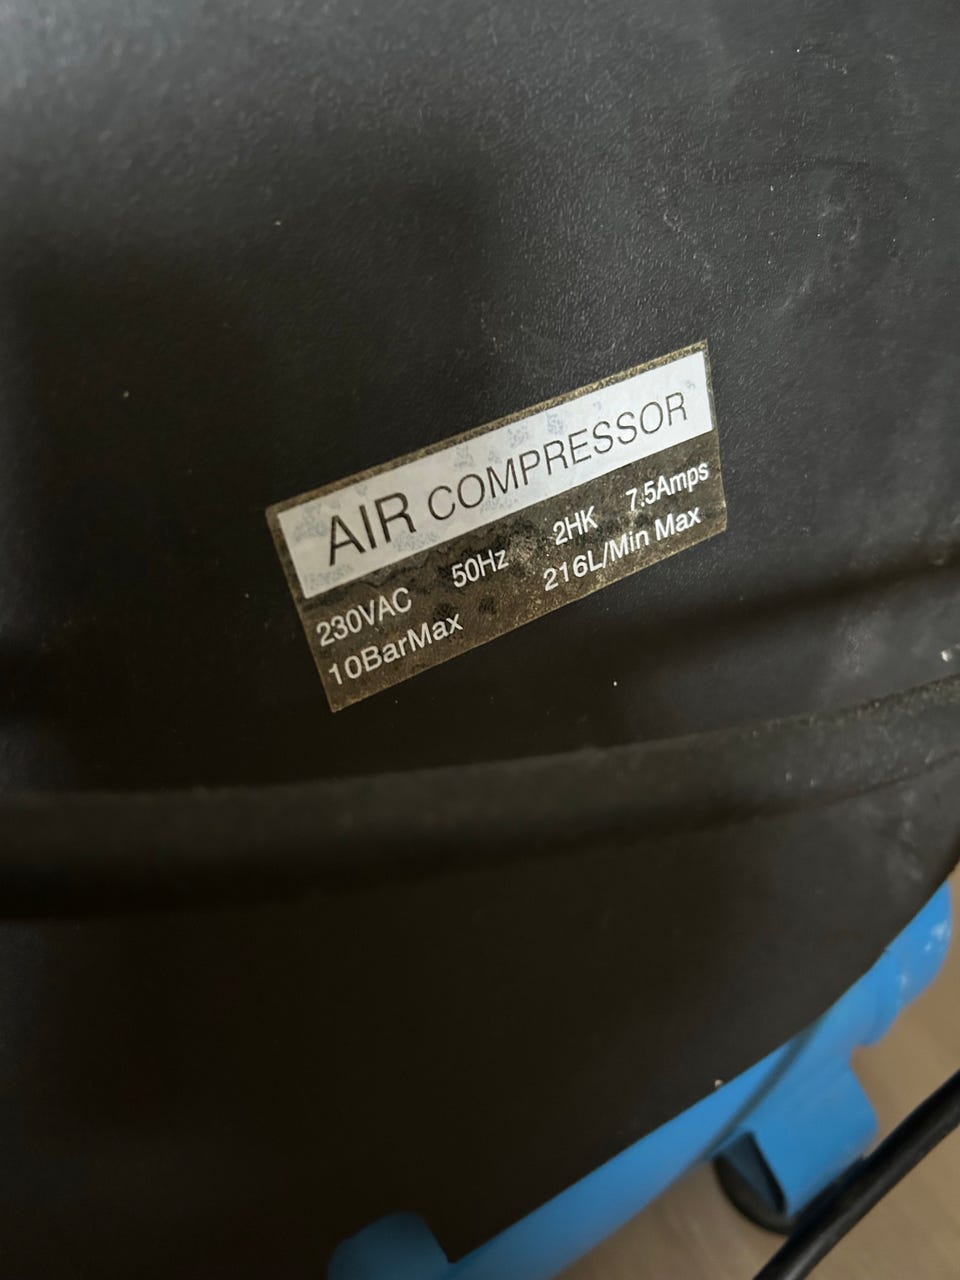 AIR COMPRESSOR
230VAC 50Hz 2HK 7.5Amps
10BarMax 216L/Min Max